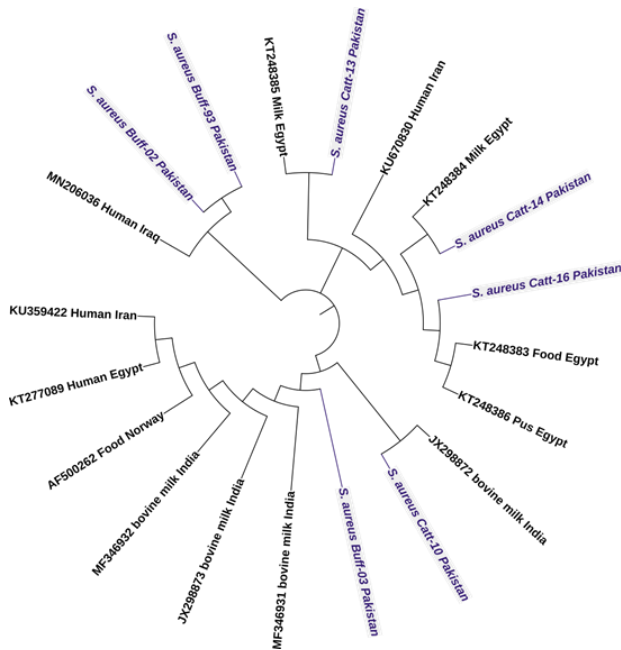 S. aureus Buff-93 Pakistan
KT248385 Milk Egypt
S. aureus Catt-13 Pakistan
KU670830 Human Iran
KT248384 Milk Egypt
S. aureus Catt-14 Pakistan
S. aureus Catt-16 Pakistan
KT248383 Food Egypt
KT248386 Pus Egypt
JX298872 bovine milk India
S. aureus Catt-10 Pakistan
S. aureus Buff-03 Pakistan
MF346931 bovine milk India
JX298873 bovine milk India
MF346932 bovine milk India
AF500262 Food Norway
KT277089 Human Egypt
KU359422 Human Iran
MN206036 Human Iraq
S. aureus Buff-02 Pakistan